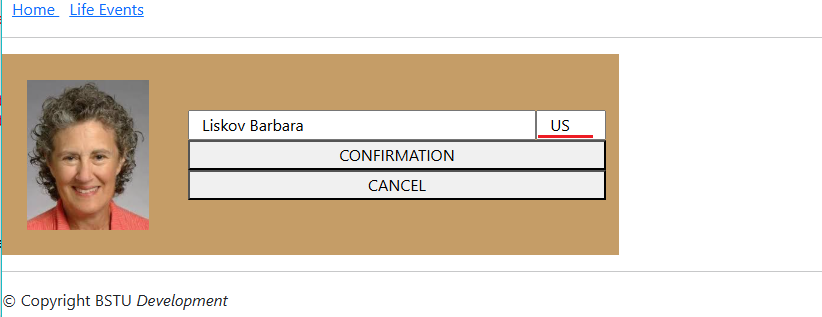 Home Life Events
Liskov Barbara US
CONFIRMATION
CANCEL
© Copyright BSTU Development